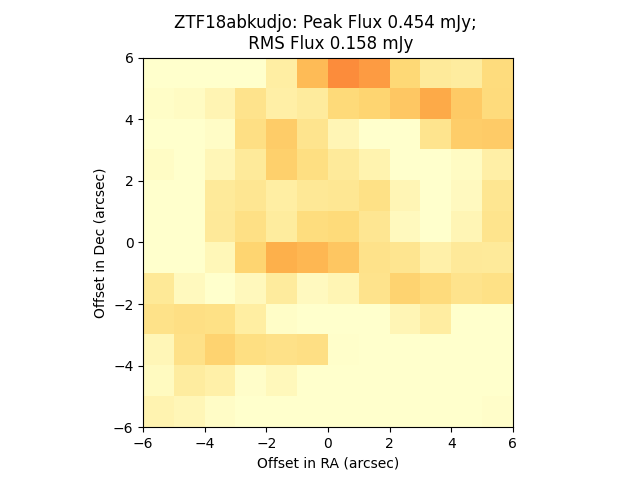 ZTF18abkudjo: Peak Flux 0.454 mJy;
RMS Flux 0.158 mJy
6
4
2
0
−2
−4
−6
Offset in Dec (arcsec)
−6 −4 −2 0 2 4 6
Offset in RA (arcsec)